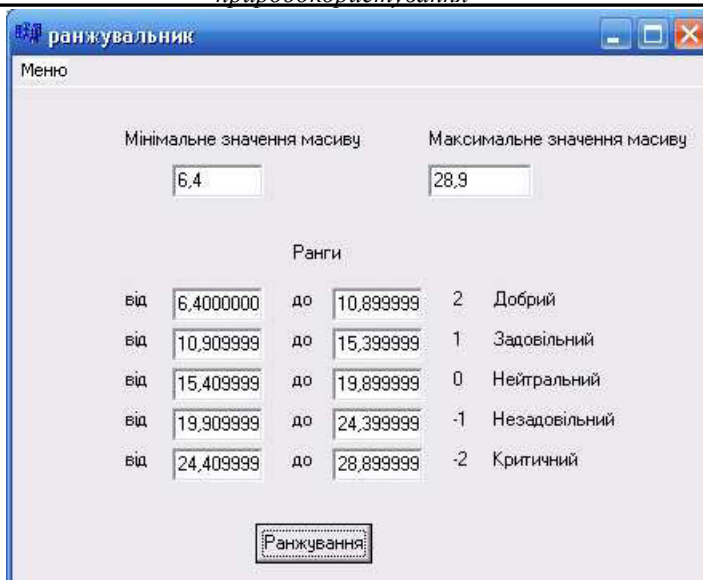 природокористування
ранжувальник
Меню
Мінімальне значення масиву Максимальне значення масиву
6,4 28,9
Ранги
від 6,4000000 до 10,899999 2 Добрий
від 10,909999 до 15,399999 1 Задовільний
від 15,409999 до 19,899999 0 Нейтральний
від 19,909999 до 24,399999 -1 Незадовільний
від 24,409999 до 28,899999 -2 Критичний
Ранжування